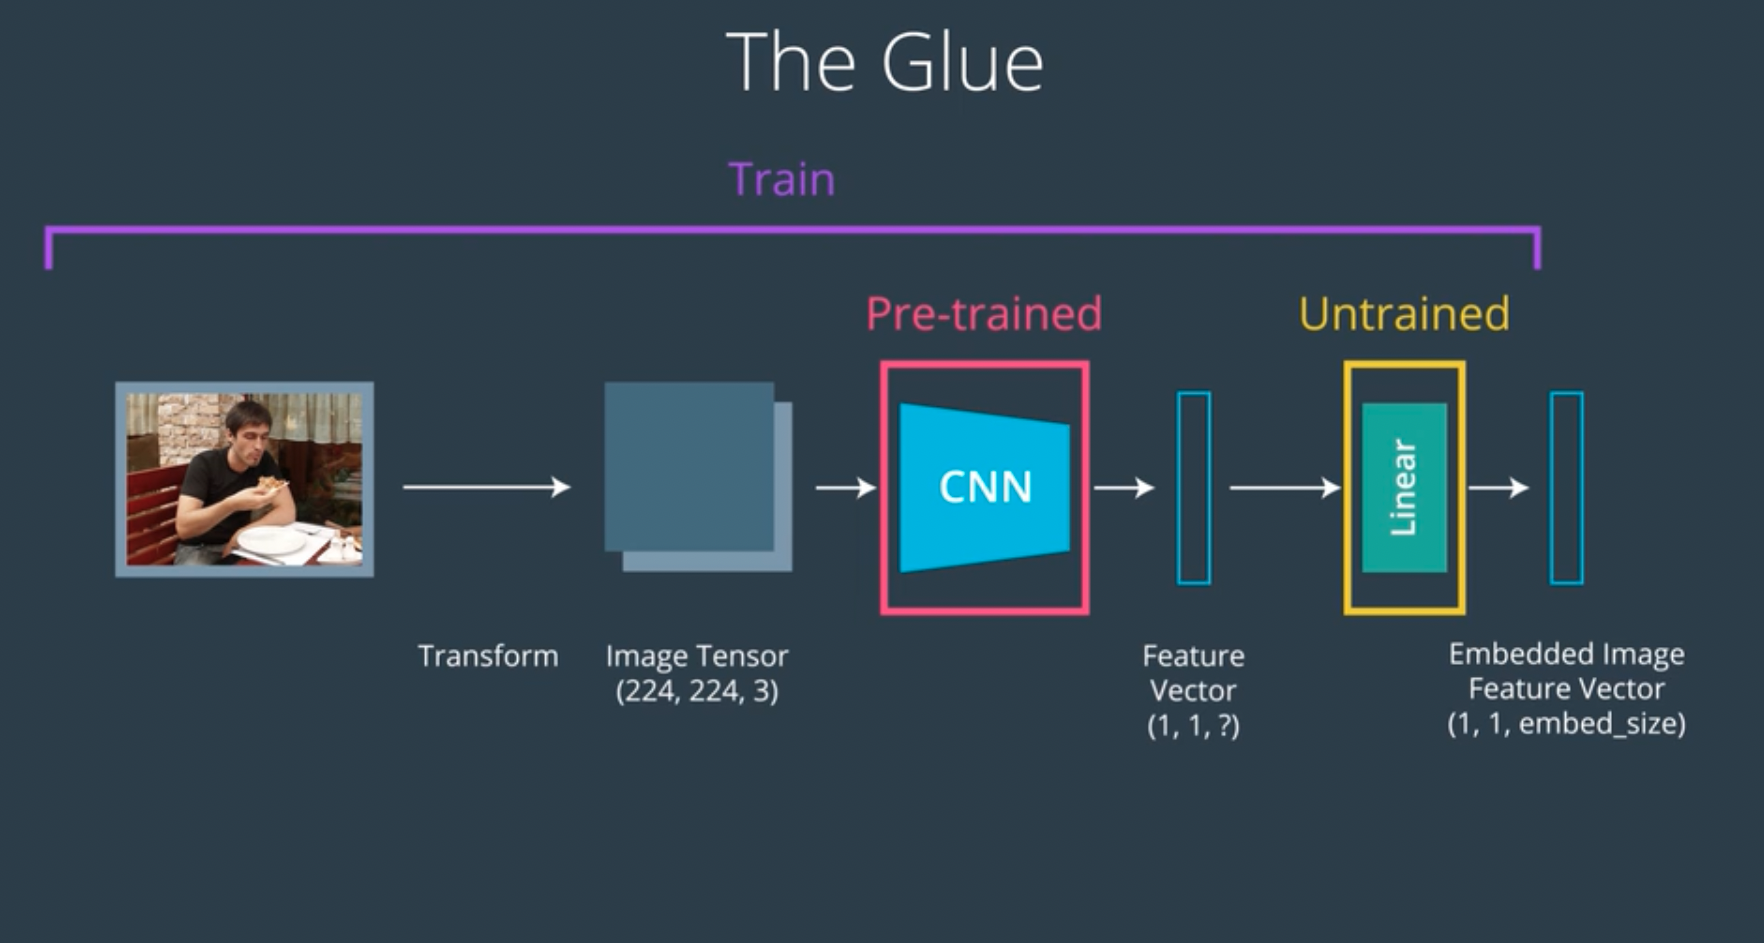 The Glue
Train
Pre-trained
Untrained
CNN
Linear
Transform
Image Tensor
(224, 224, 3)
Feature
Vector
(1, 1, ?)
Embedded Image
Feature Vector
(1, 1, embed_size)